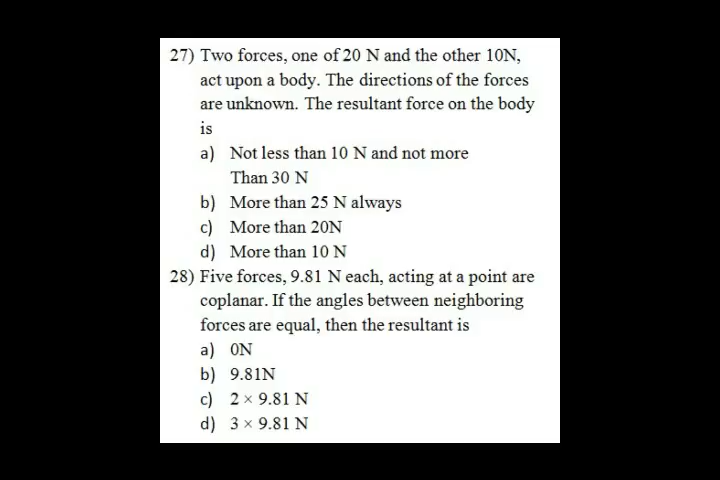 27) Two forces, one of 20 N and the other 10N,
act upon a body. The directions of the forces
are unknown. The resultant force on the body
is
a) Not less than 10 N and not more
Than 30 N
b) More than 25 N always
c) More than 20N
d) More than 10 N
28) Five forces, 9.81 N each, acting at a point are
coplanar. If the angles between neighboring
forces are equal, then the resultant is
a) 0N
b) 9.81N
c) 2 × 9.81 N
d) 3 × 9.81 N